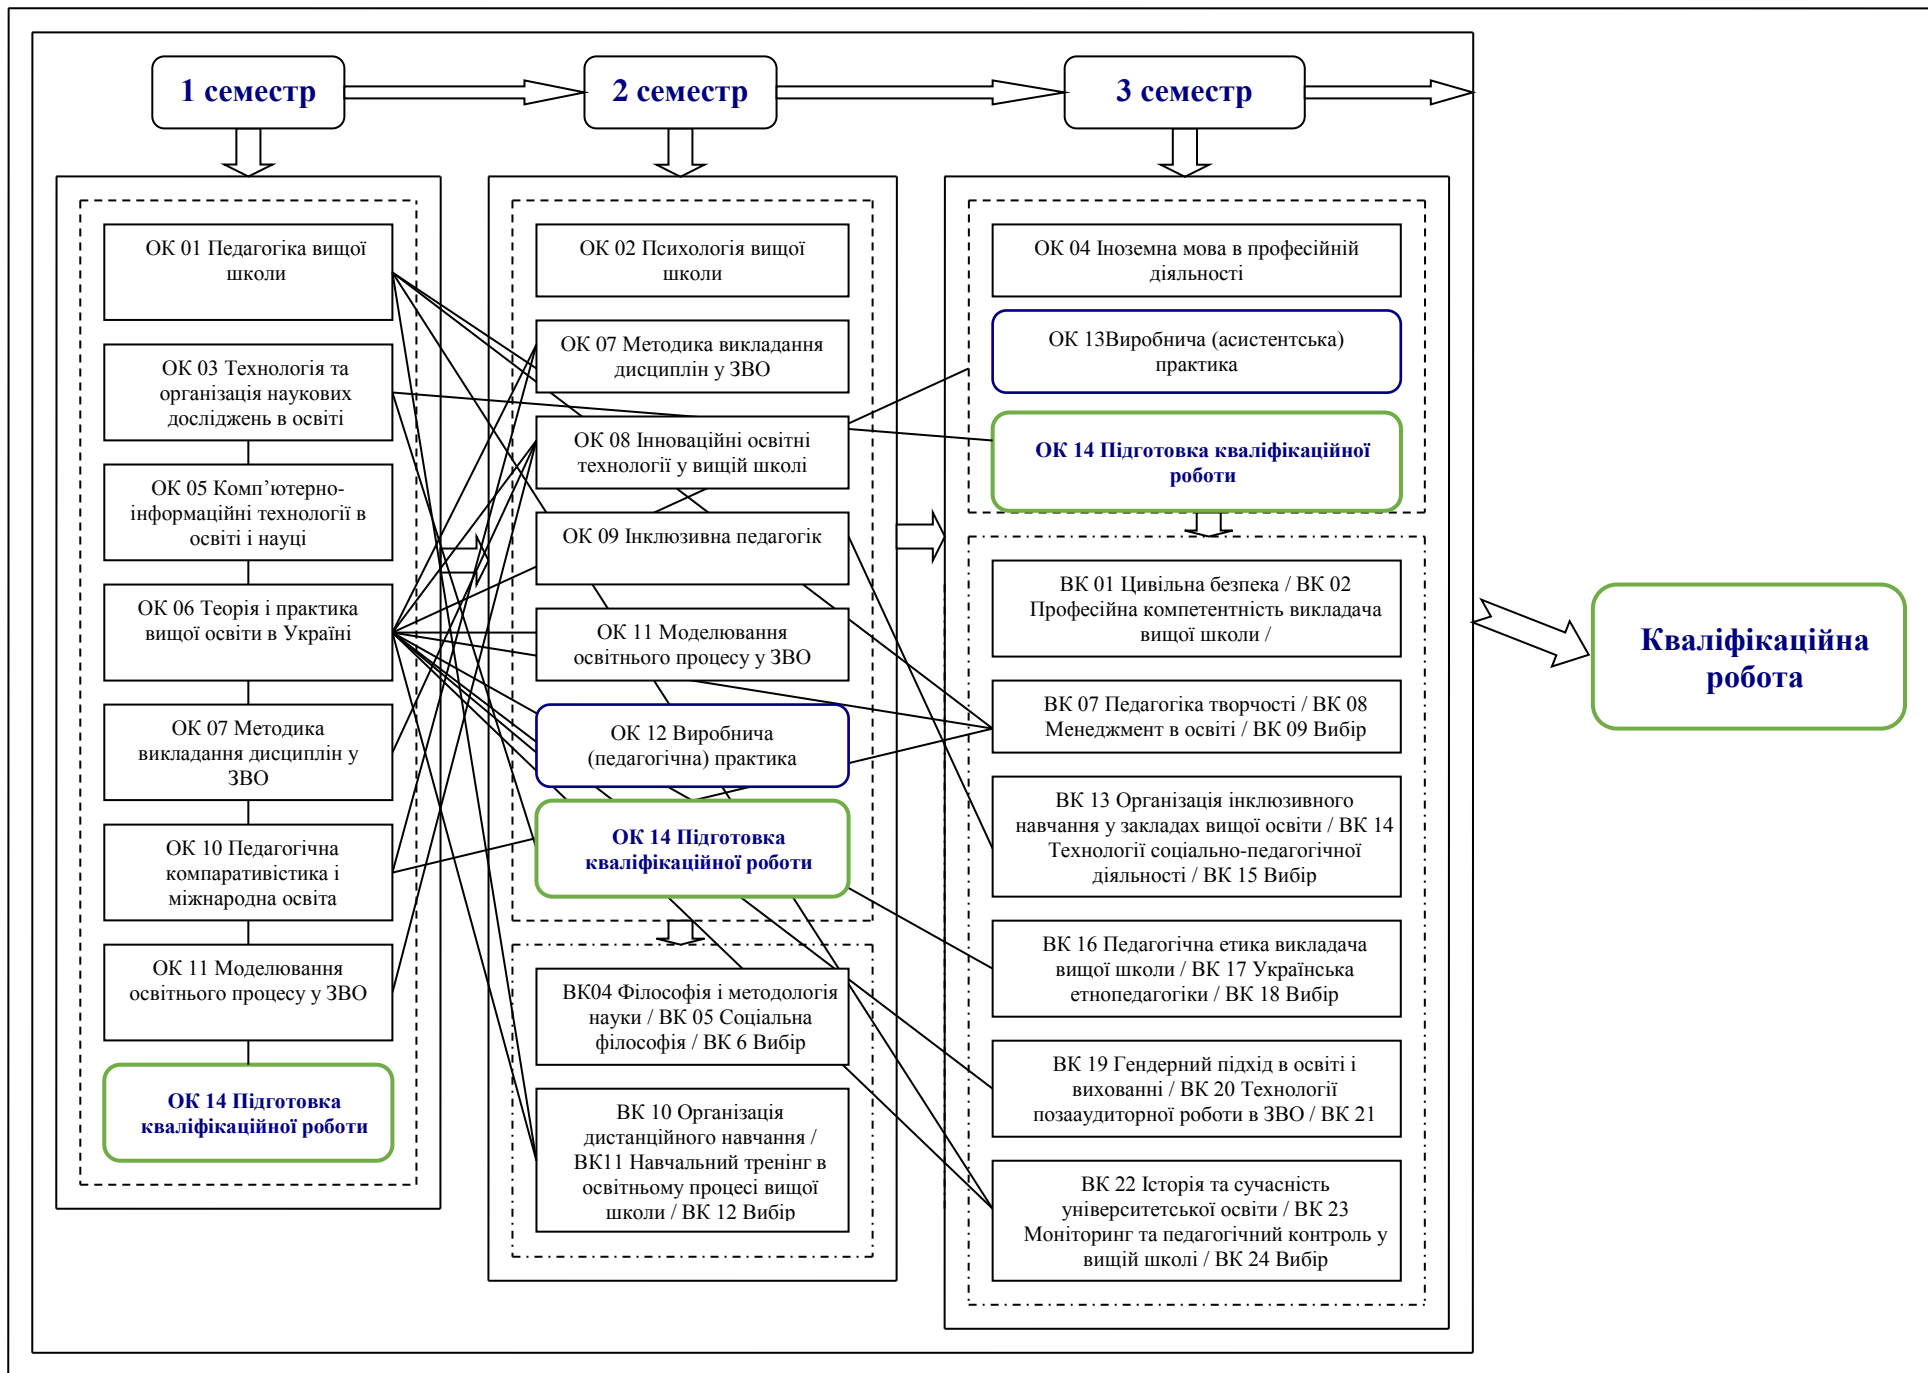 1 семестр
2 семестр
3 семестр
ОК 01 Педагогіка вищої
школи
ОК 03 Технологія та
організація наукових
досліджень в освіті
ОК 05 Комп’ютерно-
інформаційні технології в
освіті і науці
ОК 06 Теорія і практика
вищої освіти в Україні
ОК 07 Методика
викладання дисциплін у
ЗВО
ОК 10 Педагогічна
компаративістика і
міжнародна освіта
ОК 11 Моделювання
освітнього процесу у ЗВО
ОК 14 Підготовка
кваліфікаційної роботи
ОК 02 Психологія вищої
школи
ОК 07 Методика викладання
дисциплін у ЗВО
ОК 08 Інноваційні освітні
технології у вищій школі
ОК 09 Інклюзивна педагогік
ОК 11 Моделювання
освітнього процесу у ЗВО
ОК 12 Виробнича
(педагогічна) практика
ОК 14 Підготовка
кваліфікаційної роботи
ВК04 Філософія і методологія
науки / ВК 05 Соціальна
філософія / ВК 6 Вибір
ВК 10 Організація
дистанційного навчання /
ВК11 Навчальний тренінг в
освітньому процесі вищої
школи / ВК 12 Вибір
ОК 04 Іноземна мова в професійній
діяльності
ОК 13Виробнича (асистентська)
практика
ОК 14 Підготовка кваліфікаційної
роботи
ВК 01 Цивільна безпека / ВК 02
Професійна компетентність викладача
вищої школи /
ВК 07 Педагогіка творчості / ВК 08
Менеджмент в освіті / ВК 09 Вибір
ВК 13 Організація інклюзивного
навчання у закладах вищої освіти / ВК 14
Технології соціально-педагогічної
діяльності / ВК 15 Вибір
ВК 16 Педагогічна етика викладача
вищої школи / ВК 17 Українська
етнопедагогіки / ВК 18 Вибір
ВК 19 Гендерний підхід в освіті і
вихованні / ВК 20 Технології
позааудиторної роботи в ЗВО / ВК 21
ВК 22 Історія та сучасність
університетської освіти / ВК 23
Моніторинг та педагогічний контроль у
вищій школі / ВК 24 Вибір
Кваліфікаційна
робота